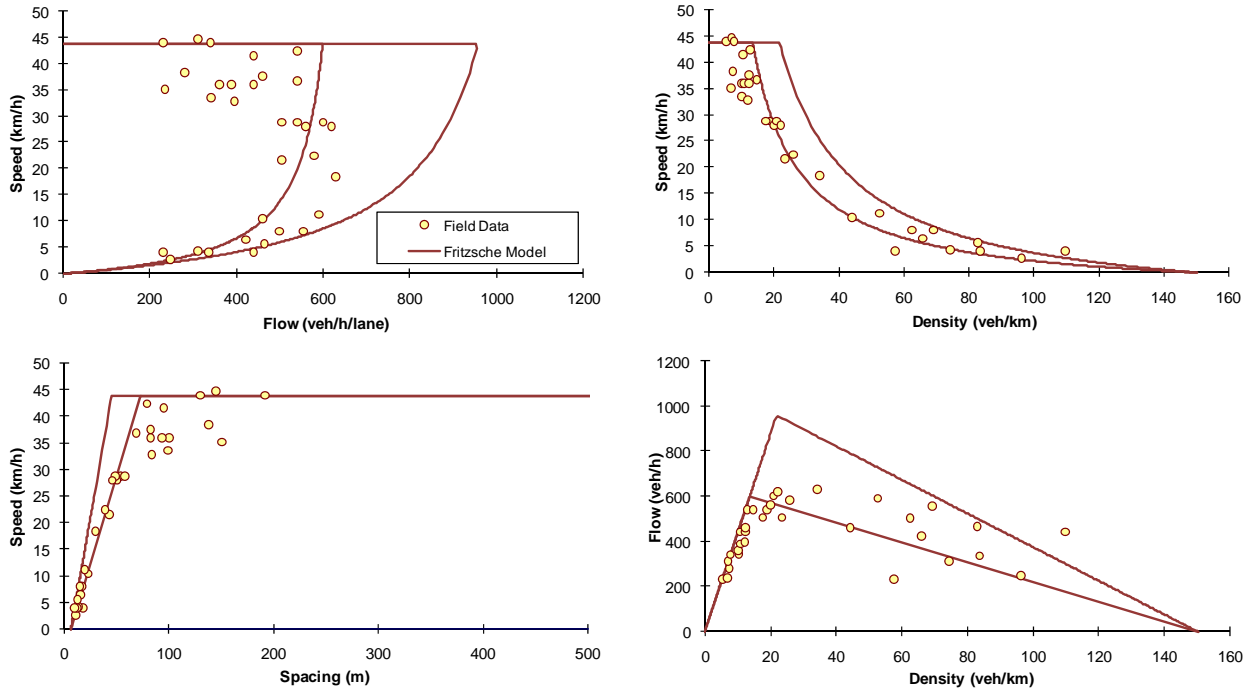 50
45
40
35
30
25
20
15
10
5
0
Speed (km/h)
0 200 400 600 800 1000 1200
Flow (veh/h/lane)
Field Data
Fritzsche Model
50
45
40
35
30
25
20
15
10
5
0
Speed (km/h)
0 20 40 60 80 100 120 140 160
Density (veh/km)
50
45
40
35
30
25
20
15
10
5
0
Speed (km/h)
0 100 200 300 400 500
Spacing (m)
1200
1000
800
600
400
200
0
Flow (veh/h)
0 20 40 60 80 100 120 140 160
Density (veh/km)